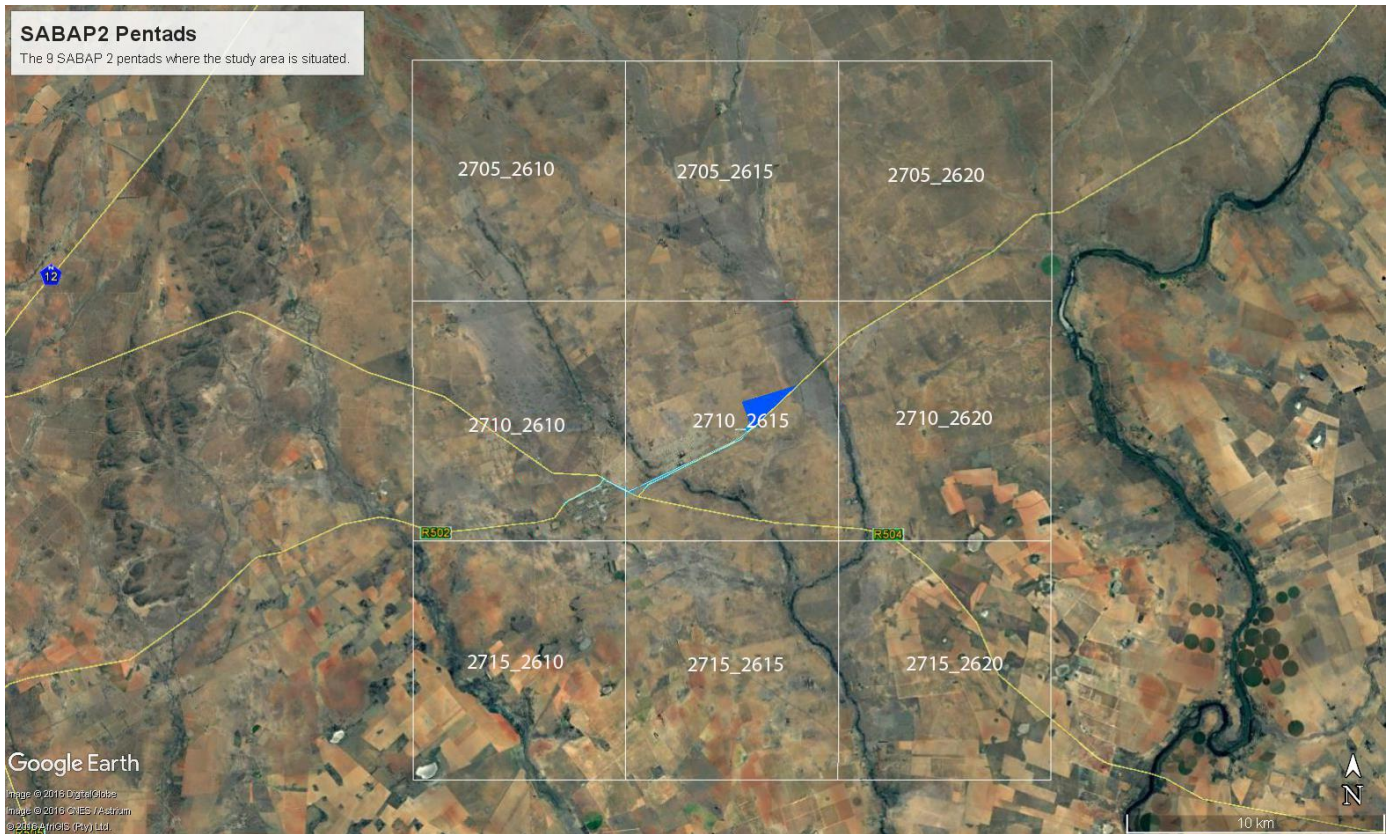 SABAP2 Pentads
The 9 SABAP 2 pentads where the study area is situated.
2705_2610
2705_2615
2705_2620
12
2710_2610
2710_2615
2710_2620
R502
R504
2715_2610
2715_2615
2715_2620
Google Earth
Image © 2016 DigitalGlobe
Image © 2016 CNES / Astrium
© 2016 AfriGIS (Pty) Ltd.
N
10 km